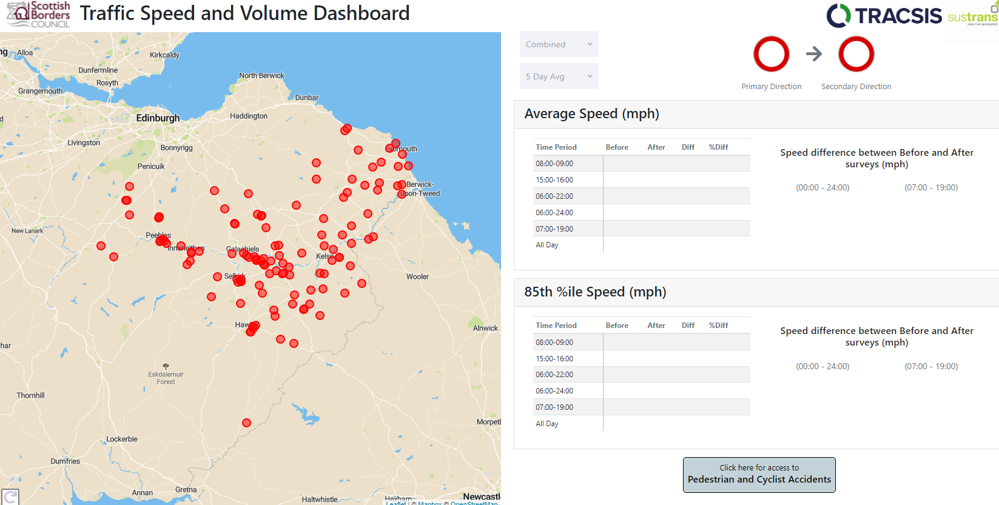 Scottish
Borders
COUNCIL
Traffic Speed and Volume Dashboard
TRACSIS
sustrans
JOIN THE MOVEMENT
Alloa
Kirkcaldy
Dunfermline
Rosyth
North Berwick
Grangemouth
Dunbar
Edinburgh
Haddington
Livingston
Bonnyrigg
Eyemouth
Penicuik
Berwick-
upon-Tweed
New Lanark
Peebles
Innerleithen
Galashiels
Kelso
Selkirk
Wooler
Hawick
Alnwick
har
Eskdalemuir
Forest
Thornhill
Morpeth
Lockerbie
Dumfries
Gretna
Annan
Haltwhistle
Hexham
Newcastl
Leaflet | © Mapbox © OpenStreetMap
Combined
5 Day Avg
Primary Direction
Secondary Direction
Average Speed (mph)
Time Period Before After Diff %Diff
08:00-09:00
15:00-16:00
06:00-22:00
06:00-24:00
07:00-19:00
All Day
Speed difference between Before and After
surveys (mph)
(00:00 - 24:00) (07:00 - 19:00)
85th %ile Speed (mph)
Time Period Before After Diff %Diff
08:00-09:00
15:00-16:00
06:00-22:00
06:00-24:00
07:00-19:00
All Day
Speed difference between Before and After
surveys (mph)
(00:00 - 24:00) (07:00 - 19:00)
Click here for access to
Pedestrian and Cyclist Accidents